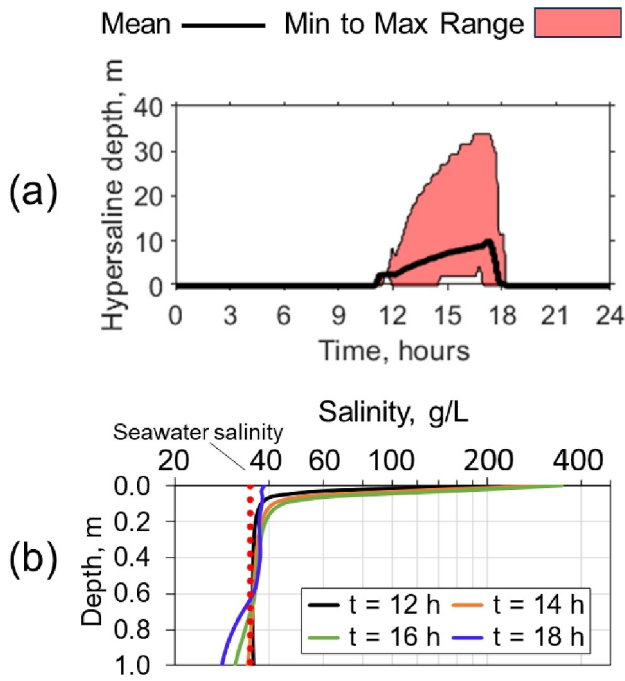 Mean Min to Max Range
(a)
Hypersaline depth, m
40
30
20
10
0
0 3 6 9 12 15 18 21 24
Time, hours
(b)
Salinity, g/L
Seawater salinity
20 40 60 100 200 400
Depth, m
0.0
0.2
0.4
0.6
0.8
1.0
t = 12 h t = 14 h
t = 16 h t = 18 h